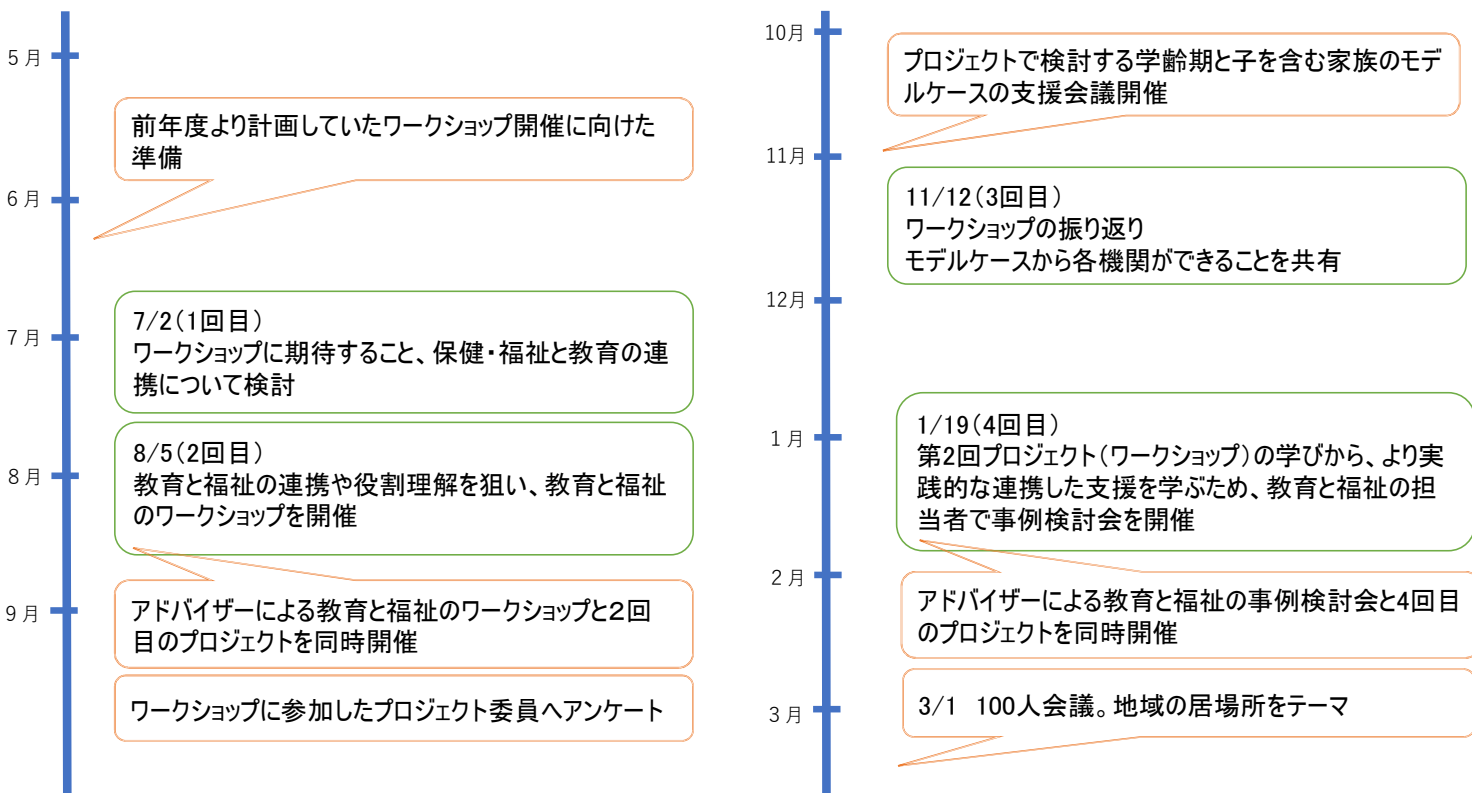 5月
前年度より計画していたワークショップ開催に向けた
準備
6月
7/2(1回目)
7月
ワークショップに期待すること、保健・福祉と教育の連
携について検討
8/5(2回目)
8月
教育と福祉の連携や役割理解を狙い、教育と福祉
のワークショップを開催
9月
アドバイザーによる教育と福祉のワークショップと2回
目のプロジェクトを同時開催
ワークショップに参加したプロジェクト委員へアンケート
10月
プロジェクトで検討する学齢期と子を含む家族のモデ
ルケースの支援会議開催
11月
11/12(3回目)
ワークショップの振り返り
モデルケースから各機関ができることを共有
12月
1/19(4回目)
1月
第2回プロジェクト(ワークショップ)の学びから、より実
践的な連携した支援を学ぶため、教育と福祉の担
当者で事例検討会を開催
2月
アドバイザーによる教育と福祉の事例検討会と4回目
のプロジェクトを同時開催
3月
3/1 100人会議。地域の居場所をテーマ